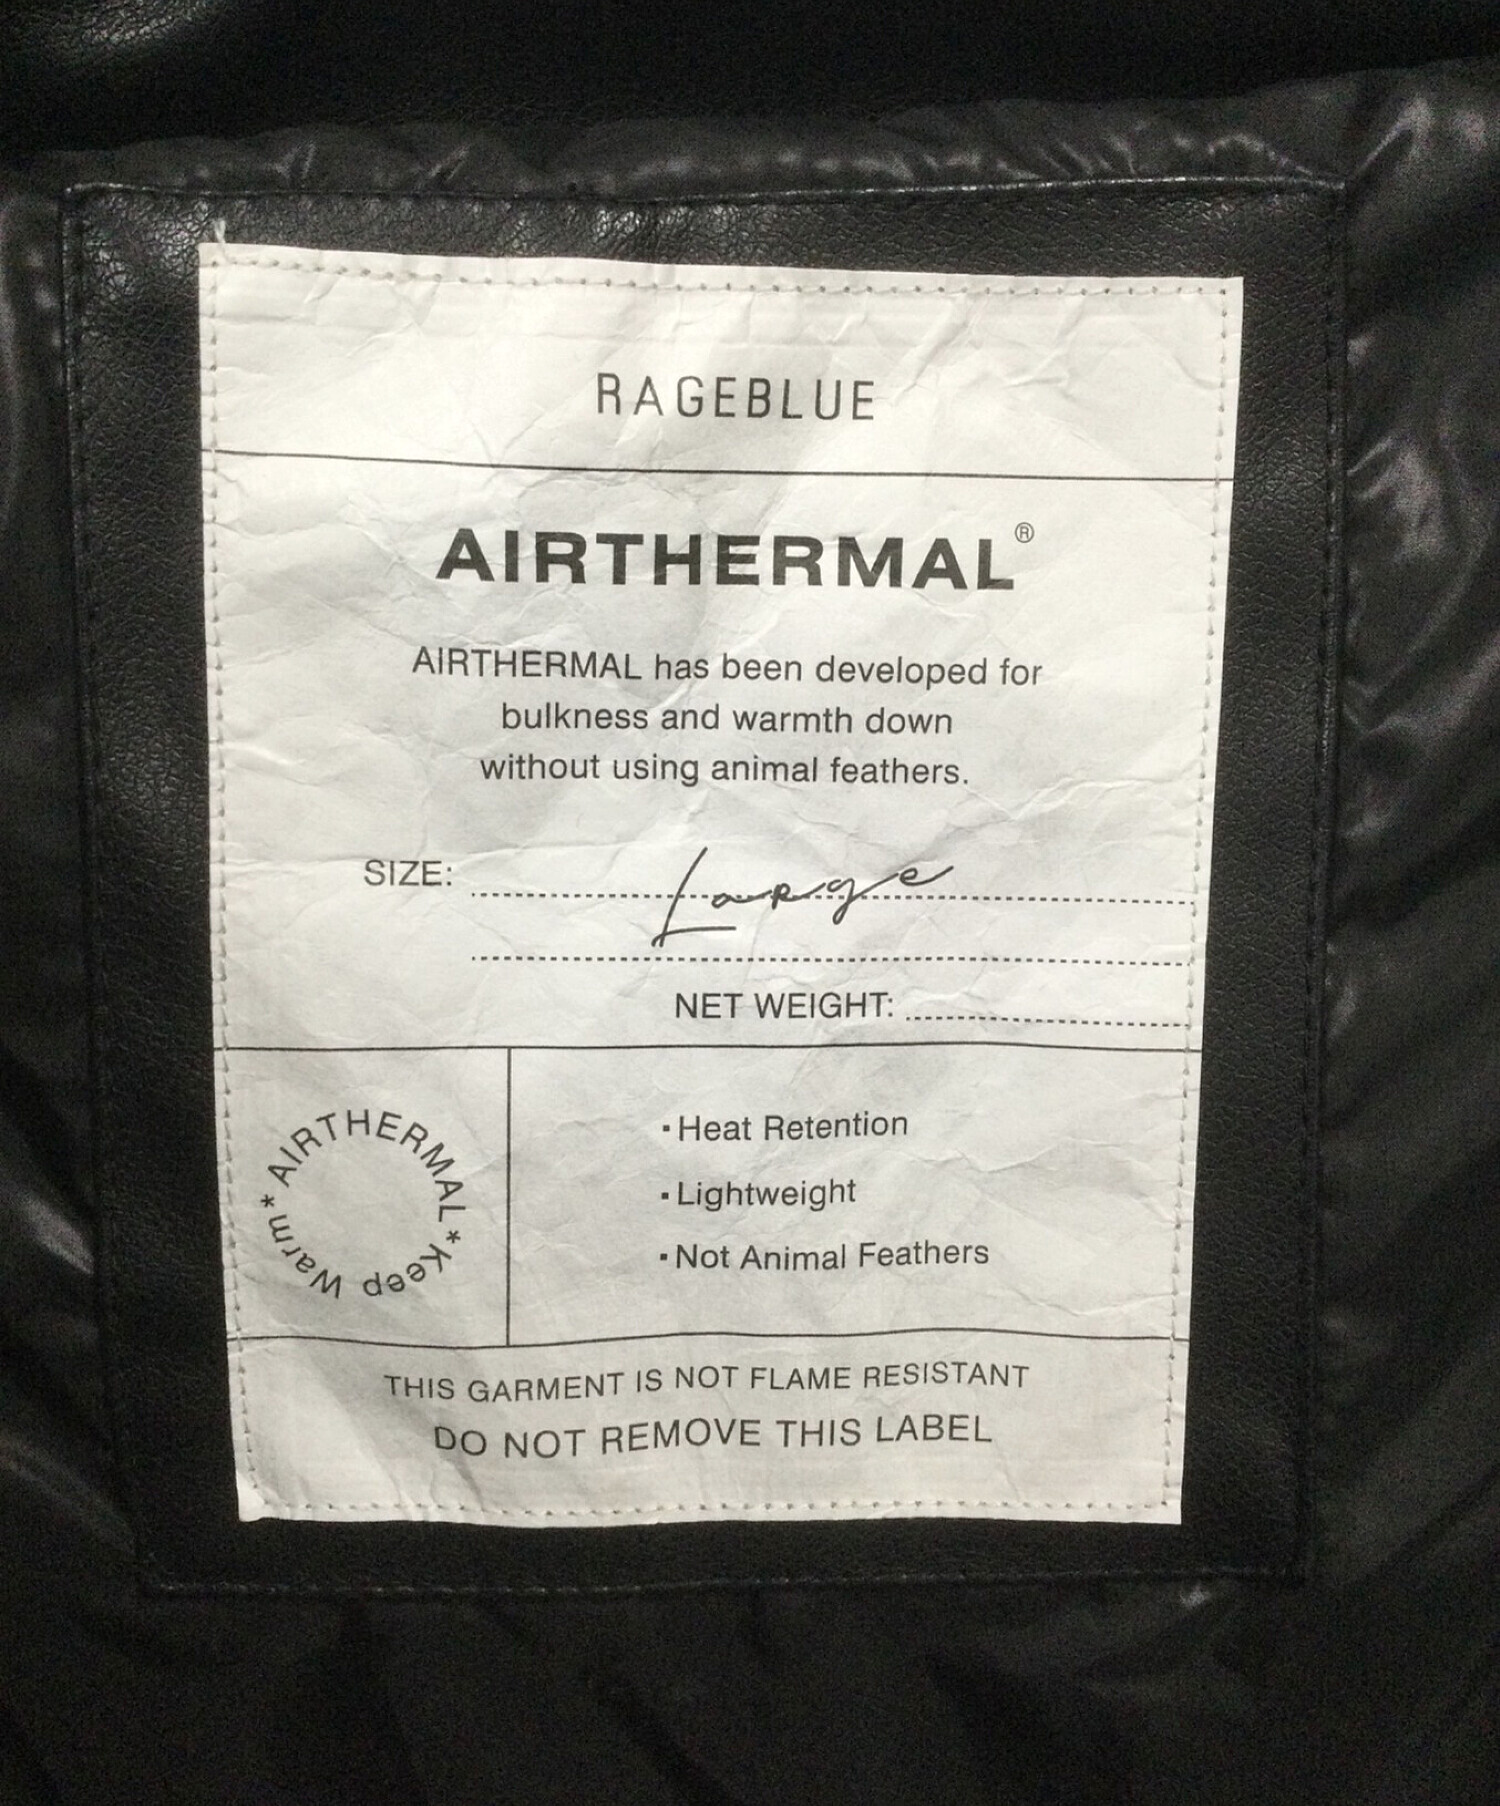 RAGEBLUE
AIRTHERMAL®
AIRTHERMAL has been developed for
bulkness and warmth down
without using animal feathers.
SIZE: Large
NET WEIGHT:
* AIRTHERMAL * Keep Warm
· Heat Retention
· Lightweight
· Not Animal Feathers
THIS GARMENT IS NOT FLAME RESISTANT
DO NOT REMOVE THIS LABEL